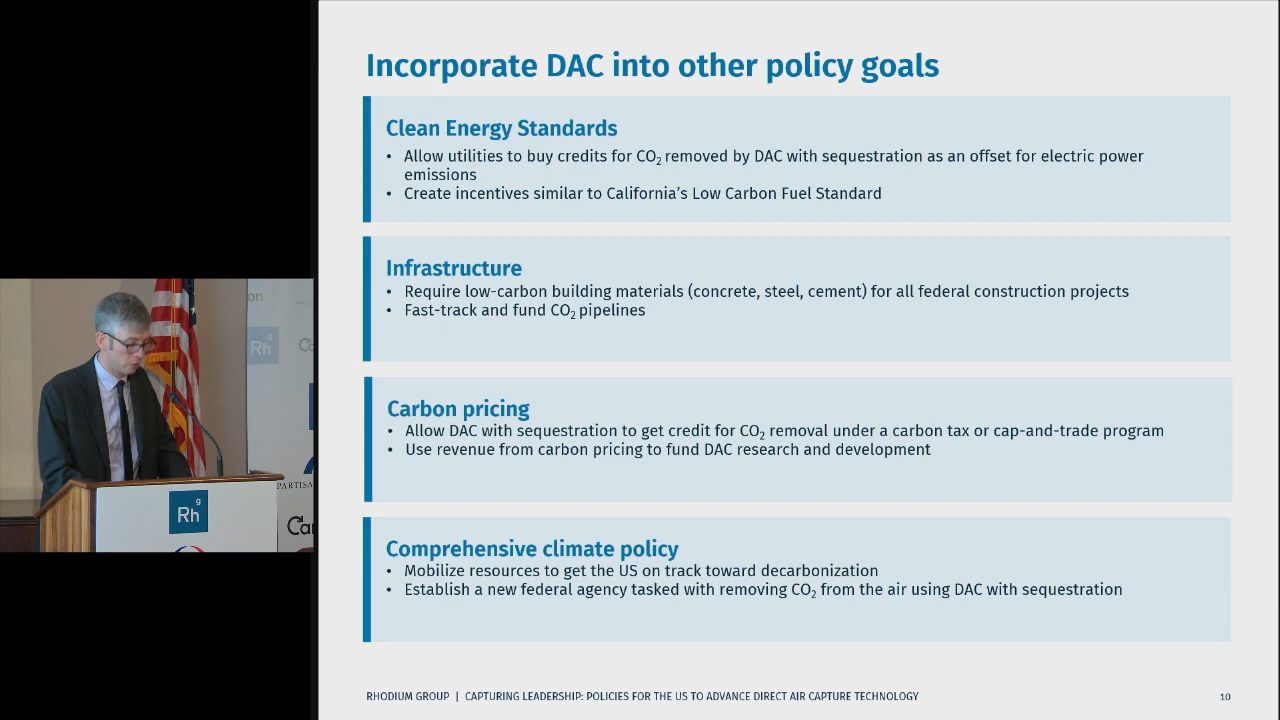 Incorporate DAC into other policy goals
Clean Energy Standards
• Allow utilities to buy credits for CO₂ removed by DAC with sequestration as an offset for electric power
emissions
• Create incentives similar to California’s Low Carbon Fuel Standard
Infrastructure
• Require low-carbon building materials (concrete, steel, cement) for all federal construction projects
• Fast-track and fund CO₂ pipelines
Carbon pricing
• Allow DAC with sequestration to get credit for CO₂ removal under a carbon tax or cap-and-trade program
• Use revenue from carbon pricing to fund DAC research and development
Comprehensive climate policy
• Mobilize resources to get the US on track toward decarbonization
• Establish a new federal agency tasked with removing CO₂ from the air using DAC with sequestration
RHODIUM GROUP | CAPTURING LEADERSHIP: POLICIES FOR THE US TO ADVANCE DIRECT AIR CAPTURE TECHNOLOGY
10
on
Rh
g
Rh
g
PARTISA
Car